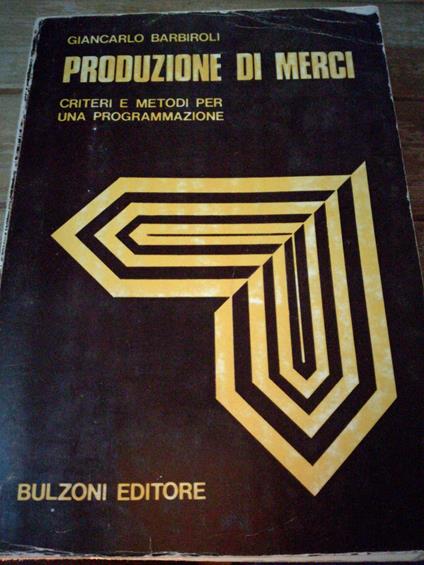 GIANCARLO BARBIROLI
PRODUZIONE DI MERCI
CRITERI E METODI PER
UNA PROGRAMMAZIONE
BULZONI EDITORE